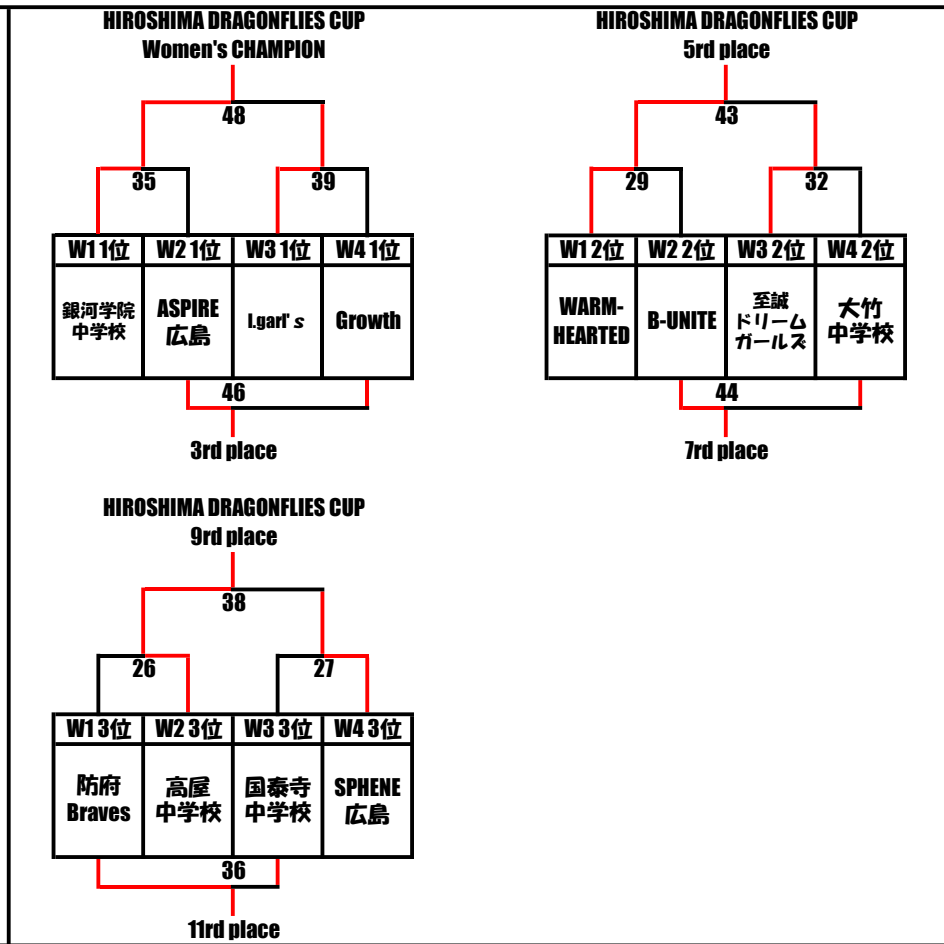 HIROSHIMA DRAGONFLIES CUP
Women's CHAMPION
48
35
39
W1 1位
W2 1位
W3 1位
W4 1位
銀河学院
中学校
ASPIRE
広島
I.garl's
Growth
46
3rd place
HIROSHIMA DRAGONFLIES CUP
5rd place
43
29
32
W1 2位
W2 2位
W3 2位
W4 2位
WARM-
HEARTED
B-UNITE
至誠
ドリーム
ガールズ
大竹
中学校
44
7rd place
HIROSHIMA DRAGONFLIES CUP
9rd place
38
26
27
W1 3位
W2 3位
W3 3位
W4 3位
防府
Braves
高屋
中学校
国泰寺
中学校
SPHENE
広島
36
11rd place